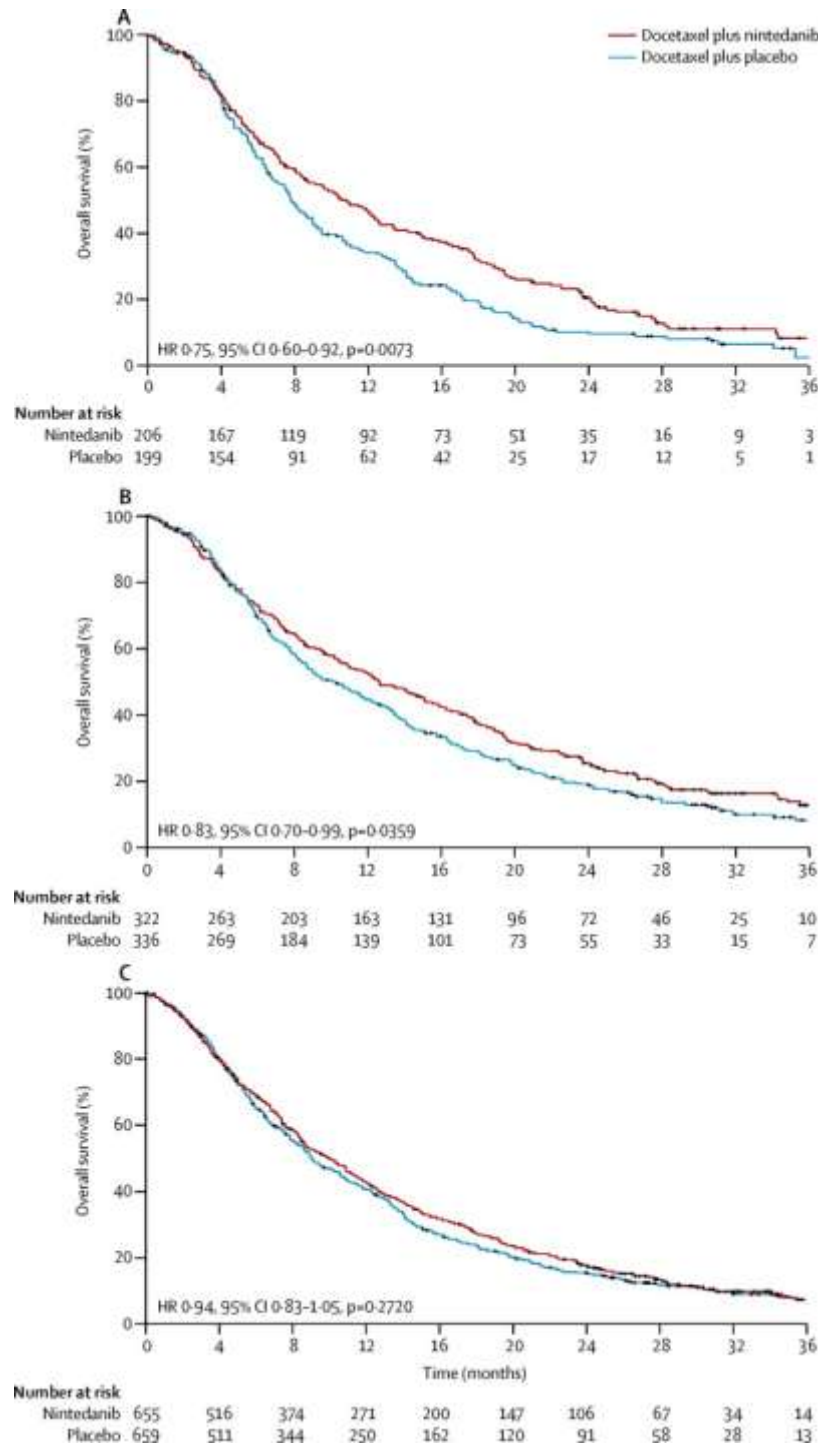 A
Docetaxel plus nintedanib
Docetaxel plus placebo
100
80
60
40
20
0
Overall survival (%)
HR 0·75, 95% CI 0·60–0·92, p=0·0073
0 4 8 12 16 20 24 28 32 36
Number at risk
Nintedanib 206 167 119 92 73 51 35 16 9 3
Placebo 199 154 91 62 42 25 17 12 5 1
B
100
80
60
40
20
0
Overall survival (%)
HR 0·83, 95% CI 0·70–0·99, p=0·0359
0 4 8 12 16 20 24 28 32 36
Number at risk
Nintedanib 322 263 203 163 131 96 72 46 25 10
Placebo 336 269 184 139 101 73 55 33 15 7
C
100
80
60
40
20
0
Overall survival (%)
HR 0·94, 95% CI 0·83–1·05, p=0·2720
0 4 8 12 16 20 24 28 32 36
Time (months)
Number at risk
Nintedanib 655 516 374 271 200 147 106 67 34 14
Placebo 659 511 344 250 162 120 91 58 28 13